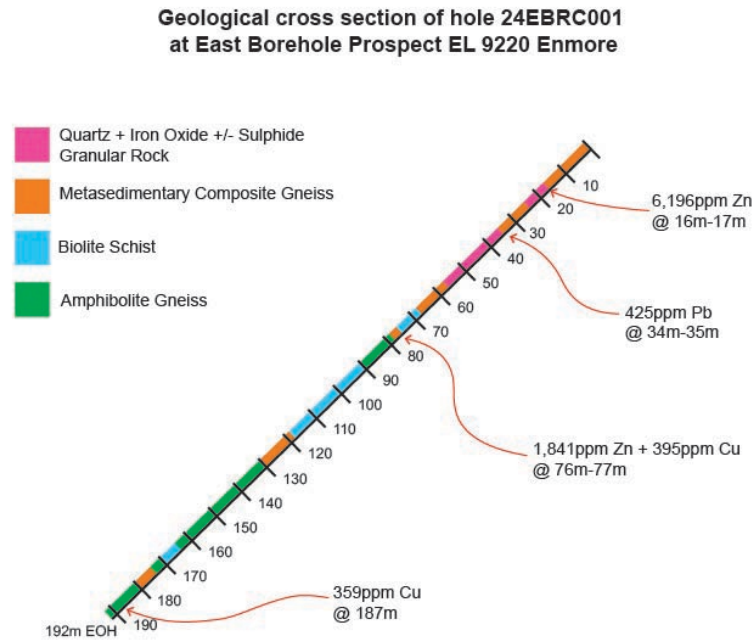 Geological cross section of hole 24EBRC001
at East Borehole Prospect EL 9220 Enmore
Quartz + Iron Oxide +/- Sulphide
Granular Rock
Metasedimentary Composite Gneiss
Biolite Schist
Amphibolite Gneiss
10
20
30
40
50
60
70
80
90
100
110
120
130
140
150
160
170
180
190
192m EOH
6,196ppm Zn
@ 16m-17m
425ppm Pb
@ 34m-35m
1,841ppm Zn + 395ppm Cu
@ 76m-77m
359ppm Cu
@ 187m